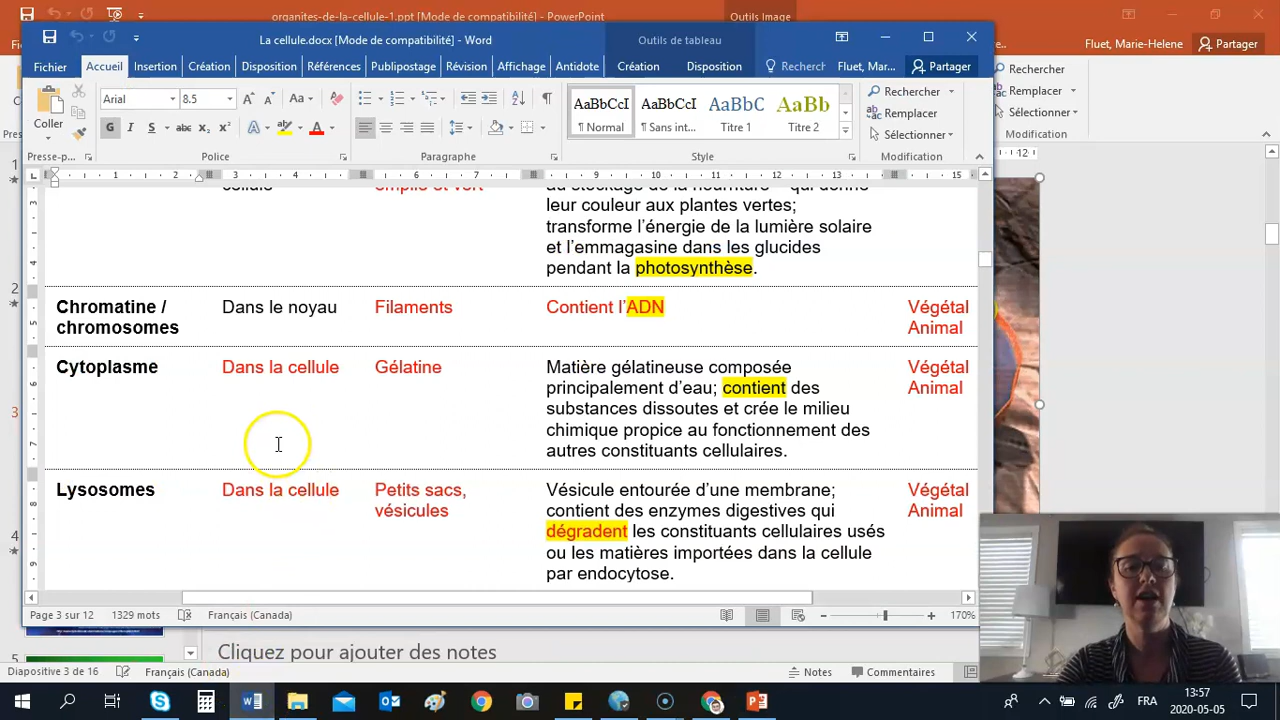 organites-de-la-cellule-1.ppt [Mode de compatibilité] - PowerPoint
Outils Image
La cellule.docx [Mode de compatibilité] - Word
Outils de tableau
Fluet, Marie-Helene
Partager
Fichier Accueil Insertion Création Disposition Références Publipostage Révision Affichage Antidote Création Disposition Recherc Fluet, Mar... Partager
Rechercher
Remplacer
Sélectionner
Modification
Coller
Arial 8.5
AaBbCcI AaBbCcI AaBbC AaBb
¶ Normal ¶ Sans int... Titre 1 Titre 2
Rechercher
Remplacer
Sélectionner
Presse-p... Police Paragraphe Style Modification
au stockage de la nourriture – qui donne
leur couleur aux plantes vertes;
transforme l'énergie de la lumière solaire
et l'emmagasine dans les glucides
pendant la photosynthèse.
Chromatine / Dans le noyau Filaments Contient l'ADN Végétal
chromosomes Animal
Cytoplasme Dans la cellule Gélatine Matière gélatineuse composée Végétal
principalement d'eau; contient des Animal
substances dissoutes et crée le milieu
chimique propice au fonctionnement des
autres constituants cellulaires.
Lysosomes Dans la cellule Petits sacs, Vésicule entourée d'une membrane; Végétal
vésicules contient des enzymes digestives qui Animal
dégradent les constituants cellulaires usés
ou les matières importées dans la cellule
par endocytose.
Page 3 sur 12 1329 mots Français (Canada) 170%
Cliquez pour ajouter des notes
Diapositive 3 de 16 Français (Canada) Notes Commentaires
FRA
13:57
2020-05-05